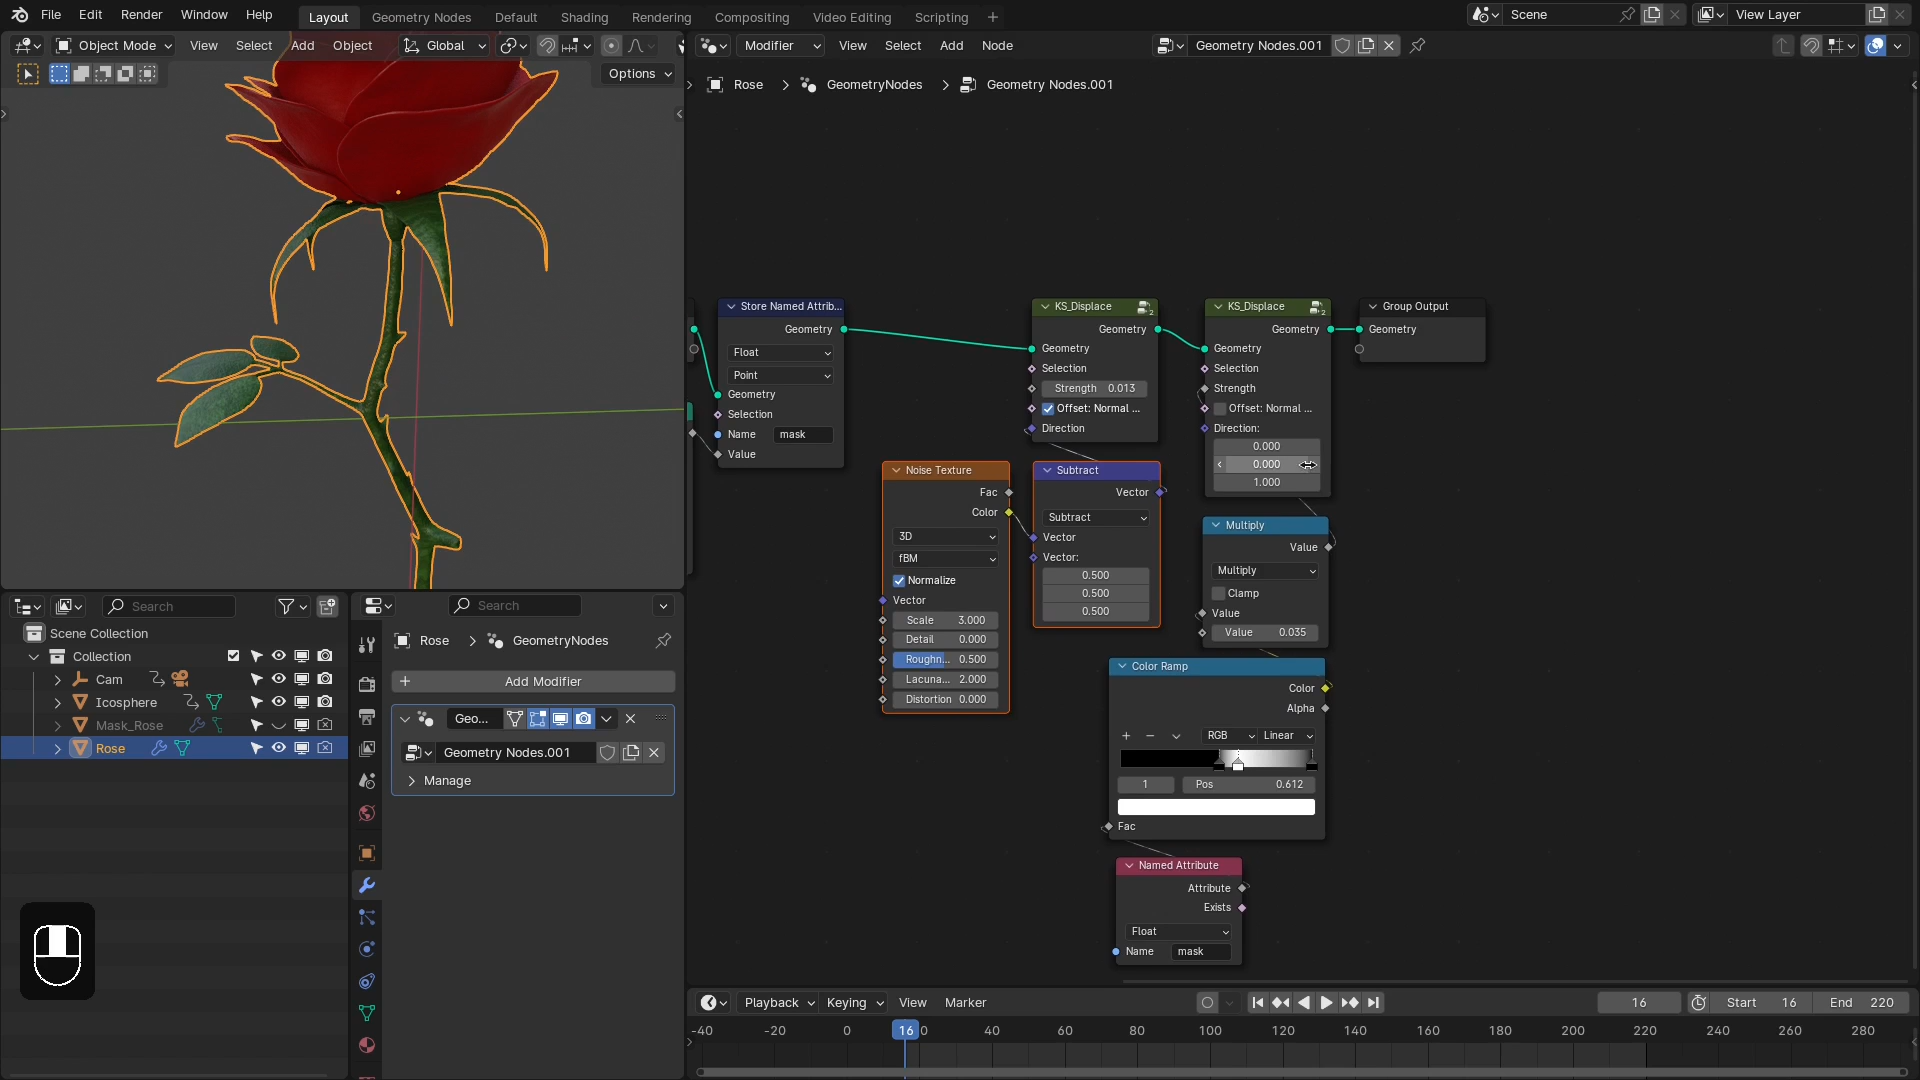 File Edit Render Window Help
Layout Geometry Nodes Default Shading Rendering Compositing Video Editing Scripting +
Scene
View Layer
Object Mode View Select Add Object Global
Options
Modifier View Select Add Node
Geometry Nodes.001
Rose > GeometryNodes > Geometry Nodes.001
Store Named Attrib...
Geometry
Float
Point
Geometry
Selection
Name mask
Value
KS_Displace
Geometry
Geometry
Selection
Strength 0.013
Offset: Normal ...
Direction
KS_Displace
Geometry
Geometry
Selection
Strength
Offset: Normal ...
Direction:
0.000
0.000
1.000
Group Output
Geometry
Noise Texture
Fac
Color
3D
fBM
Normalize
Vector
Scale 3.000
Detail 0.000
Roughn... 0.500
Lacuna... 2.000
Distortion 0.000
Subtract
Vector
Subtract
Vector
Vector:
0.500
0.500
0.500
Multiply
Value
Multiply
Clamp
Value
Value 0.035
Color Ramp
Color
Alpha
RGB Linear
1 Pos 0.612
Fac
Named Attribute
Attribute
Exists
Float
Name mask
Search
Scene Collection
Collection
Cam
Icosphere
Mask_Rose
Rose
Search
Rose > GeometryNodes
+ Add Modifier
Geo...
Geometry Nodes.001
Manage
Playback Keying View Marker
16 Start 16 End 220
-40 -20 0 16 0 40 60 80 100 120 140 160 180 200 220 240 260 280